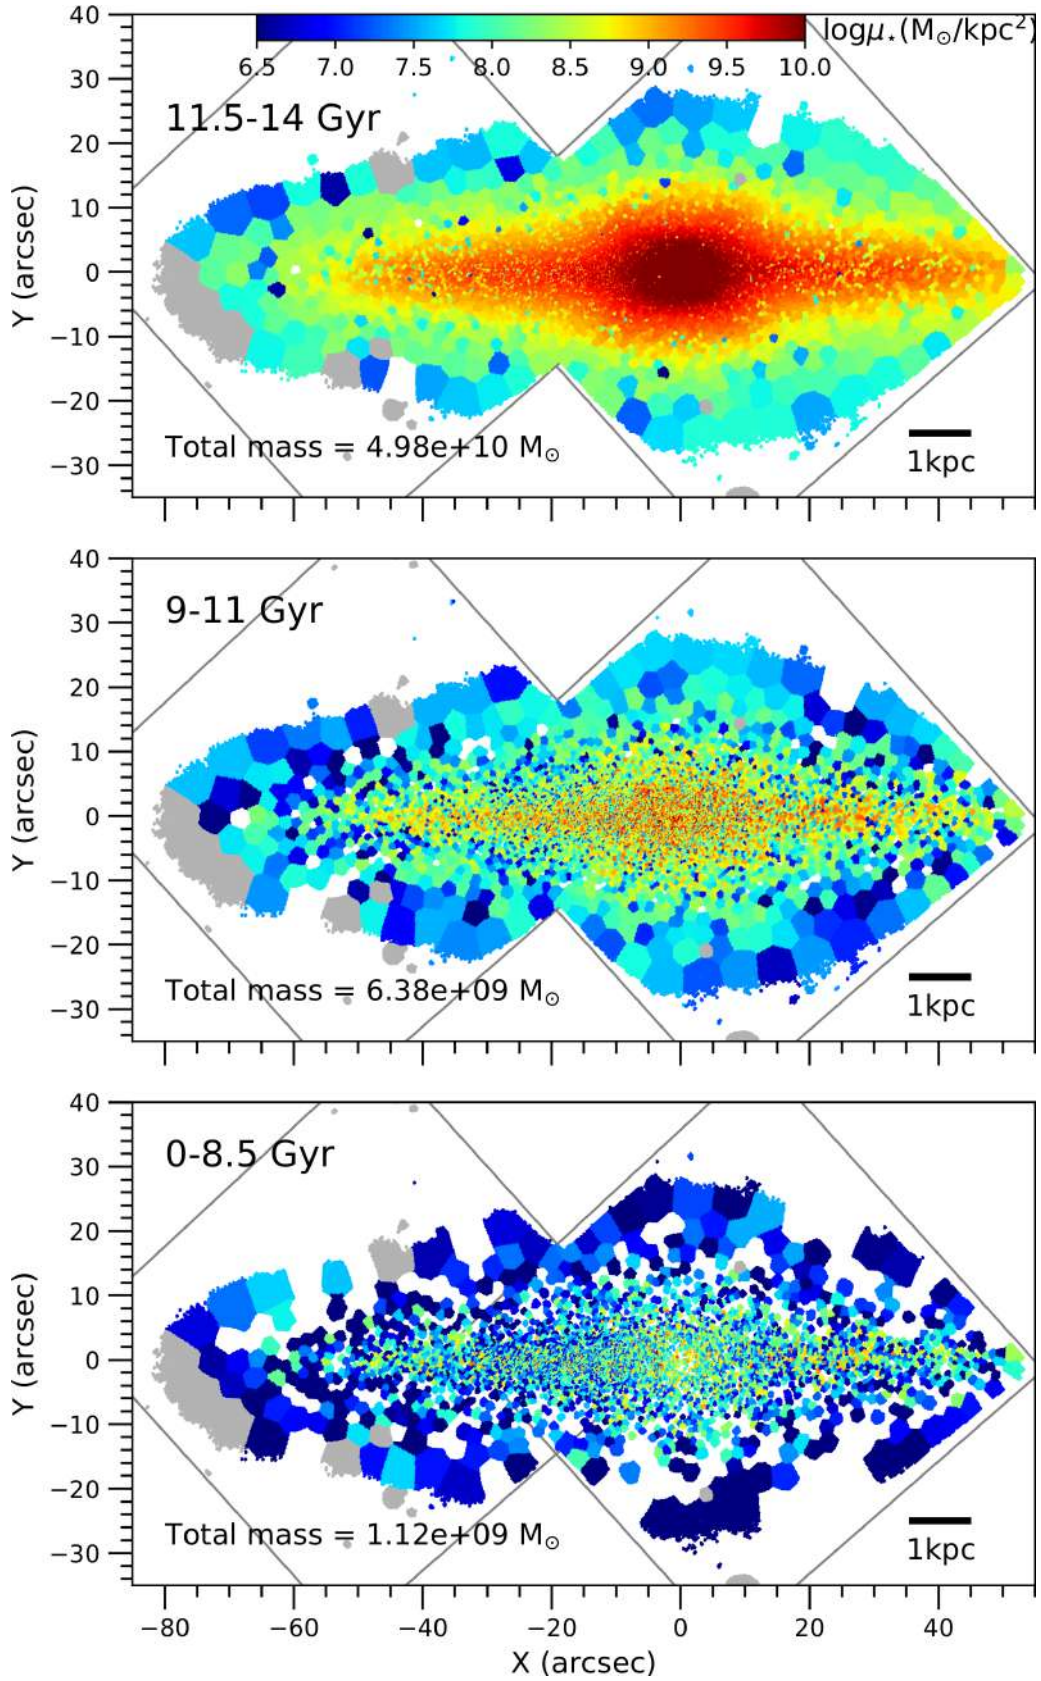 logμ⋆(M⊙/kpc²)
6.5 7.0 7.5 8.0 8.5 9.0 9.5 10.0
11.5-14 Gyr
40
30
20
10
0
−10
−20
−30
Y (arcsec)
Total mass = 4.98e+10 M⊙
1kpc
9-11 Gyr
40
30
20
10
0
−10
−20
−30
Y (arcsec)
Total mass = 6.38e+09 M⊙
1kpc
0-8.5 Gyr
40
30
20
10
0
−10
−20
−30
Y (arcsec)
Total mass = 1.12e+09 M⊙
1kpc
−80 −60 −40 −20 0 20 40
X (arcsec)